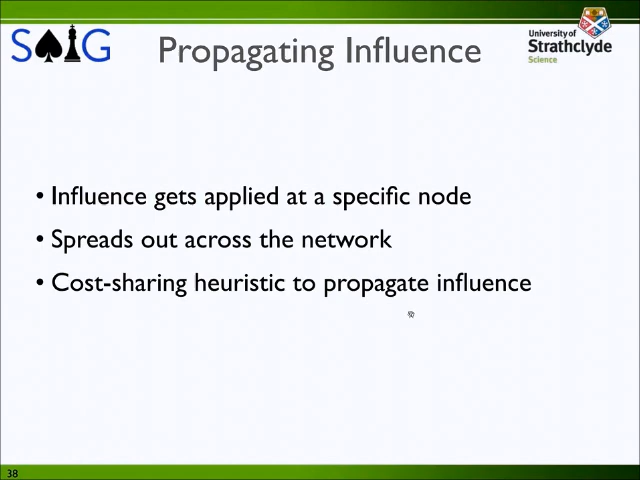 S♠♟G
Propagating Influence
University of
Strathclyde
Science
• Influence gets applied at a specific node
• Spreads out across the network
• Cost-sharing heuristic to propagate influence
38